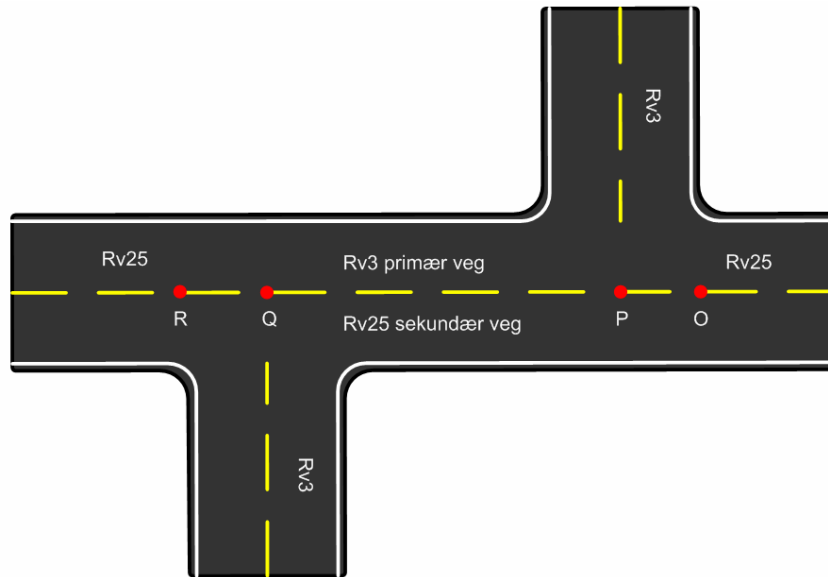 Rv3
Rv25
Rv3 primær veg
Rv25
R
Q
P
O
Rv25 sekundær veg
Rv3